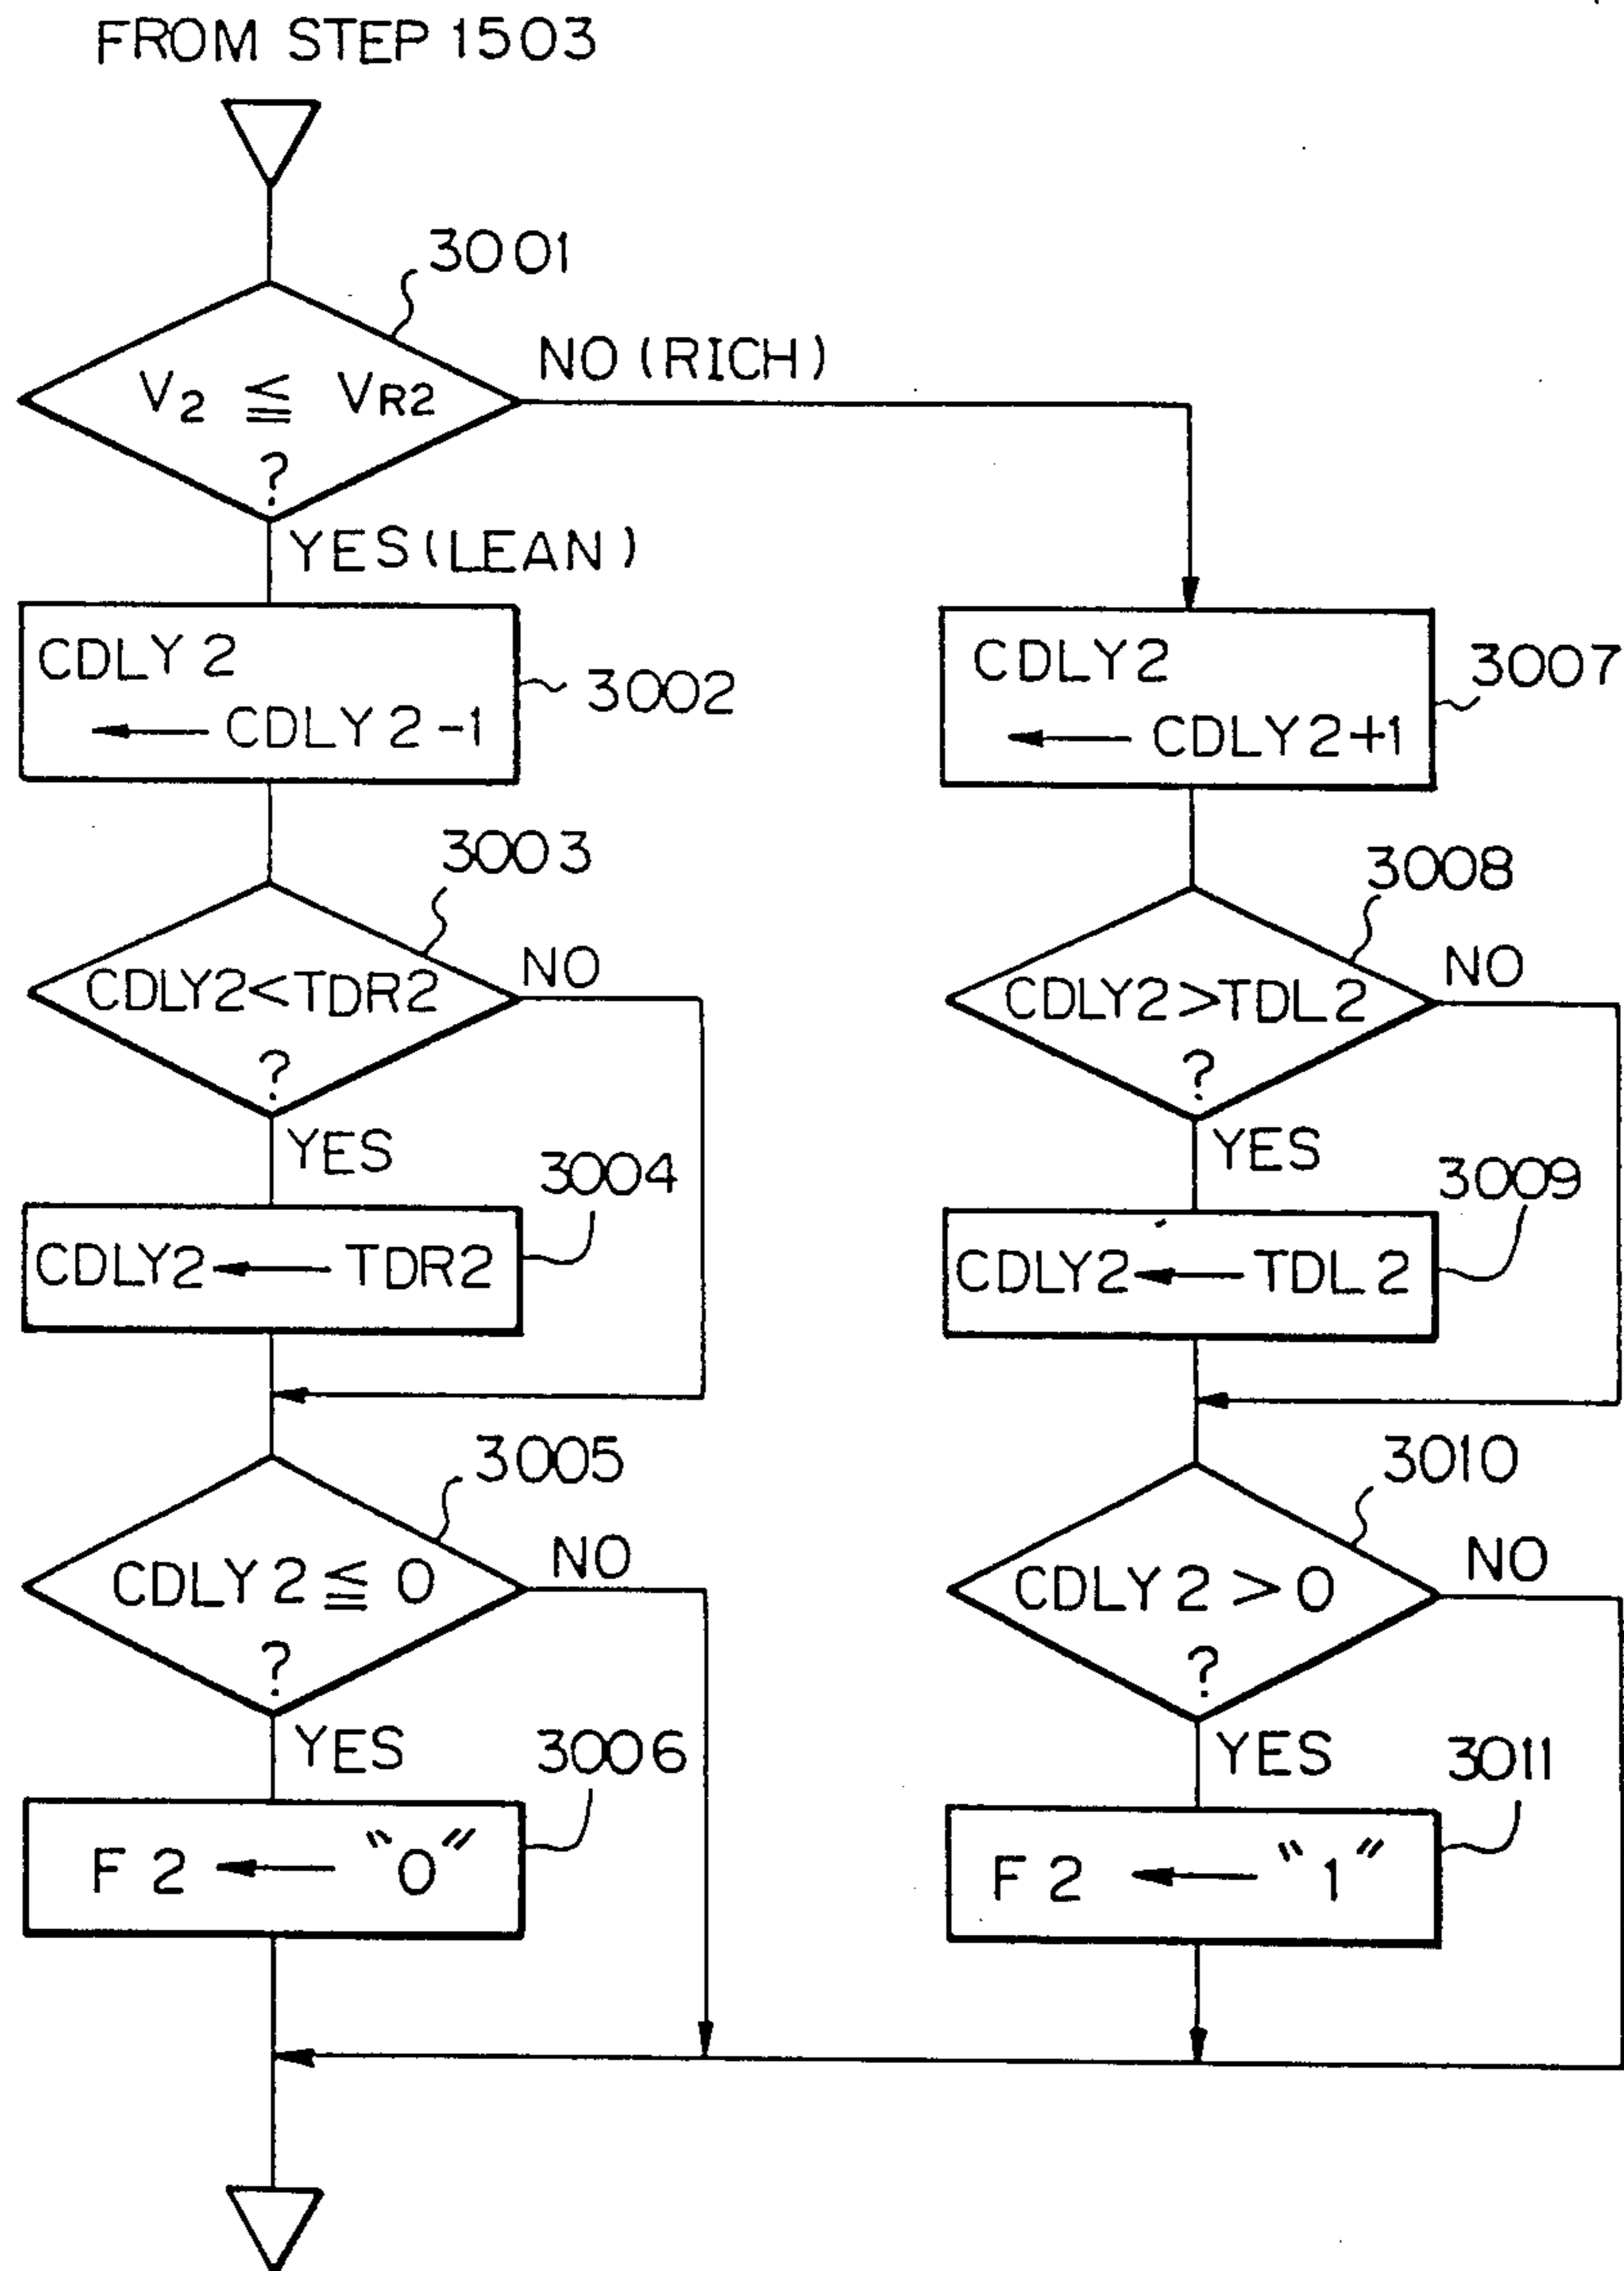 FROM STEP 1503
3001
V2 ≦ VR2
?
NO (RICH)
YES (LEAN)
CDLY 2
← CDLY 2-1
3002
3003
CDLY2<TDR2
?
NO
YES
3004
CDLY2 ← TDR2
3005
CDLY 2 ≦ 0
?
NO
YES
3006
F 2 ← "0"
CDLY2
← CDLY2+1
3007
3008
CDLY2>TDL2
?
NO
YES
3009
CDLY2 ← TDL2
3010
CDLY 2 > 0
?
NO
YES
3011
F 2 ← "1"